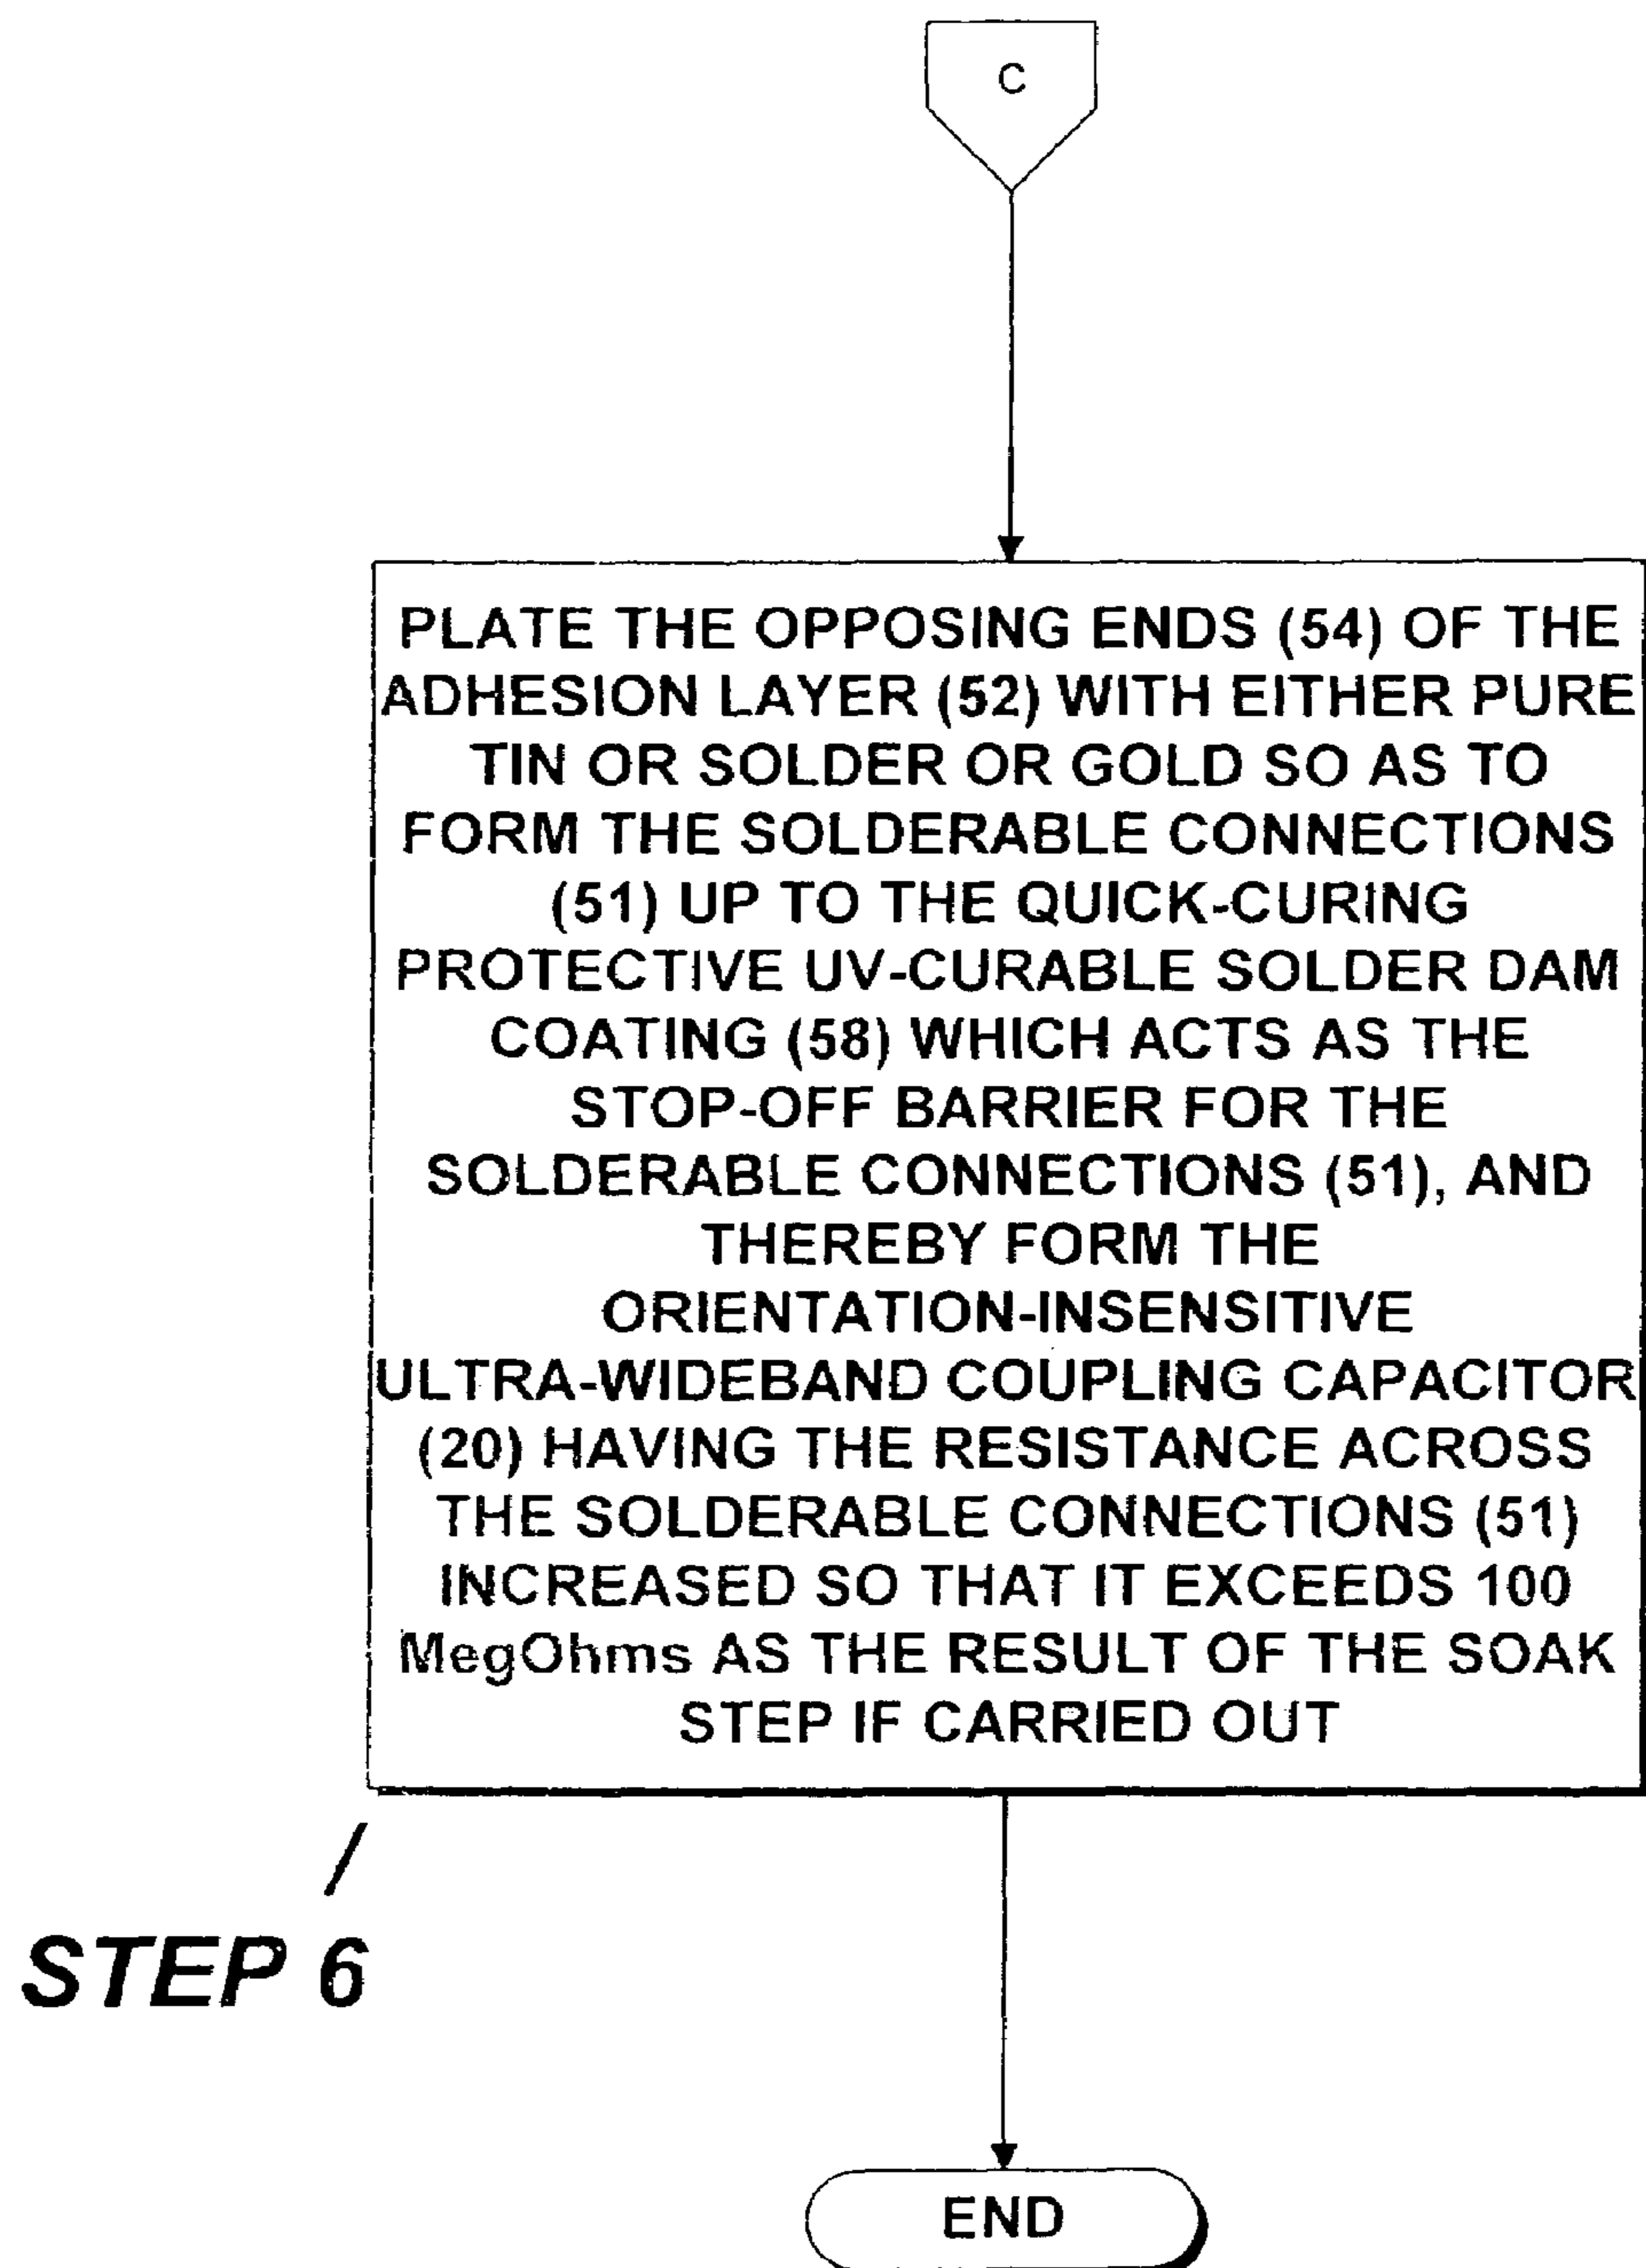 C
PLATE THE OPPOSING ENDS (54) OF THE
ADHESION LAYER (52) WITH EITHER PURE
TIN OR SOLDER OR GOLD SO AS TO
FORM THE SOLDERABLE CONNECTIONS
(51) UP TO THE QUICK-CURING
PROTECTIVE UV-CURABLE SOLDER DAM
COATING (58) WHICH ACTS AS THE
STOP-OFF BARRIER FOR THE
SOLDERABLE CONNECTIONS (51), AND
THEREBY FORM THE
ORIENTATION-INSENSITIVE
ULTRA-WIDEBAND COUPLING CAPACITOR
(20) HAVING THE RESISTANCE ACROSS
THE SOLDERABLE CONNECTIONS (51)
INCREASED SO THAT IT EXCEEDS 100
MegOhms AS THE RESULT OF THE SOAK
STEP IF CARRIED OUT
STEP 6
END